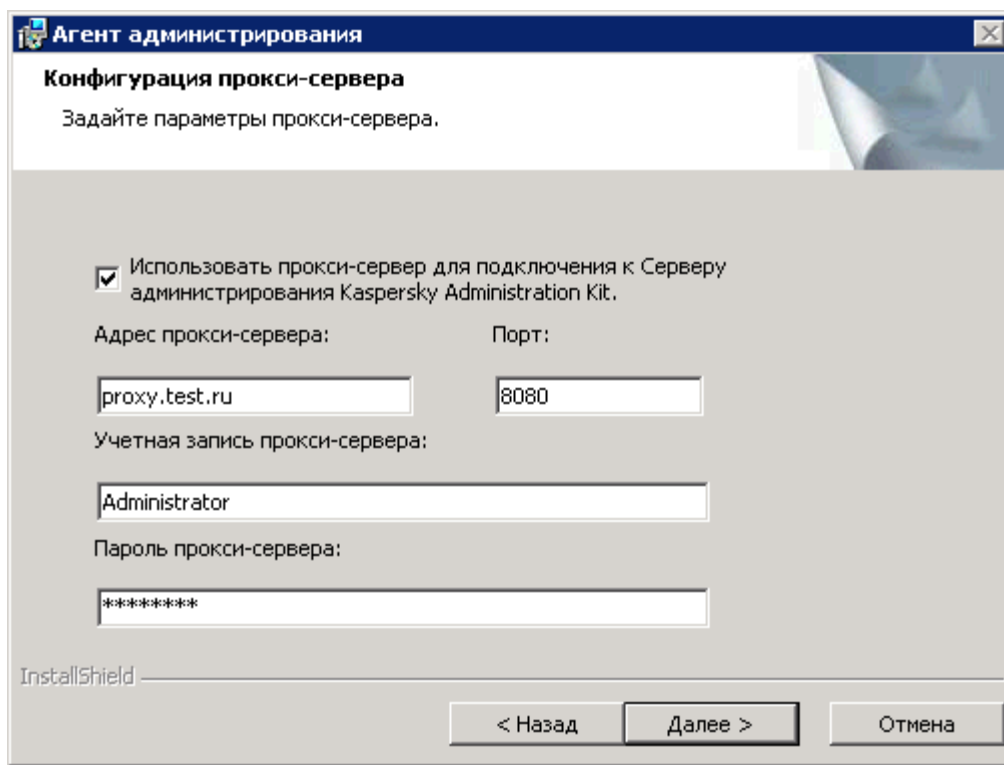 Агент администрирования
Конфигурация прокси-сервера
Задайте параметры прокси-сервера.
Использовать прокси-сервер для подключения к Серверу
администрирования Kaspersky Administration Kit.
Адрес прокси-сервера: Порт:
proxy.test.ru 8080
Учетная запись прокси-сервера:
Administrator
Пароль прокси-сервера:
********
InstallShield
< Назад Далее > Отмена